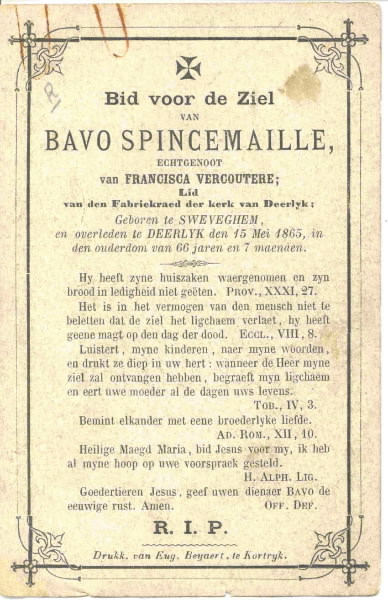 R
Bid voor de Ziel
VAN
BAVO SPINCEMAILLE,
ECHTGENOOT
van FRANCISCA VERCOUTERE;
Lid
van den Fabriekraed der kerk van Deerlyk;
Geboren te SWEVEGHEM,
en overleden te DEERLYK den 15 Mei 1865, in
den ouderdom van 66 jaren en 7 maenden.
Hy heeft zyne huiszaken waergenomen en zyn
brood in ledigheid niet geëten. PROV., XXXI, 27.
Het is in het vermogen van den mensch niet te
beletten dat de ziel het ligchaem verlaet, hy heeft
geene magt op den dag der dood. ECCL., VIII, 8.
Luistert, myne kinderen, naer myne woorden,
en drukt ze diep in uw hert : wanneer de Heer myne
ziel zal ontvangen hebben, begraeft myn ligchaem
en eert uwe moeder al de dagen uws levens.
TOB., IV, 3.
Bemint elkander met eene broederlyke liefde.
AD. ROM., XII, 10.
Heilige Maegd Maria, bid Jesus voor my, ik heb
al myne hoop op uwe voorspraek gesteld.
H. ALPH. LIG.
Goedertieren Jesus, geef uwen dienaer BAVO de
eeuwige rust. Amen. OFF. DEF.
R. I. P.
Drukk. van Eug. Beyaert, te Kortryk.